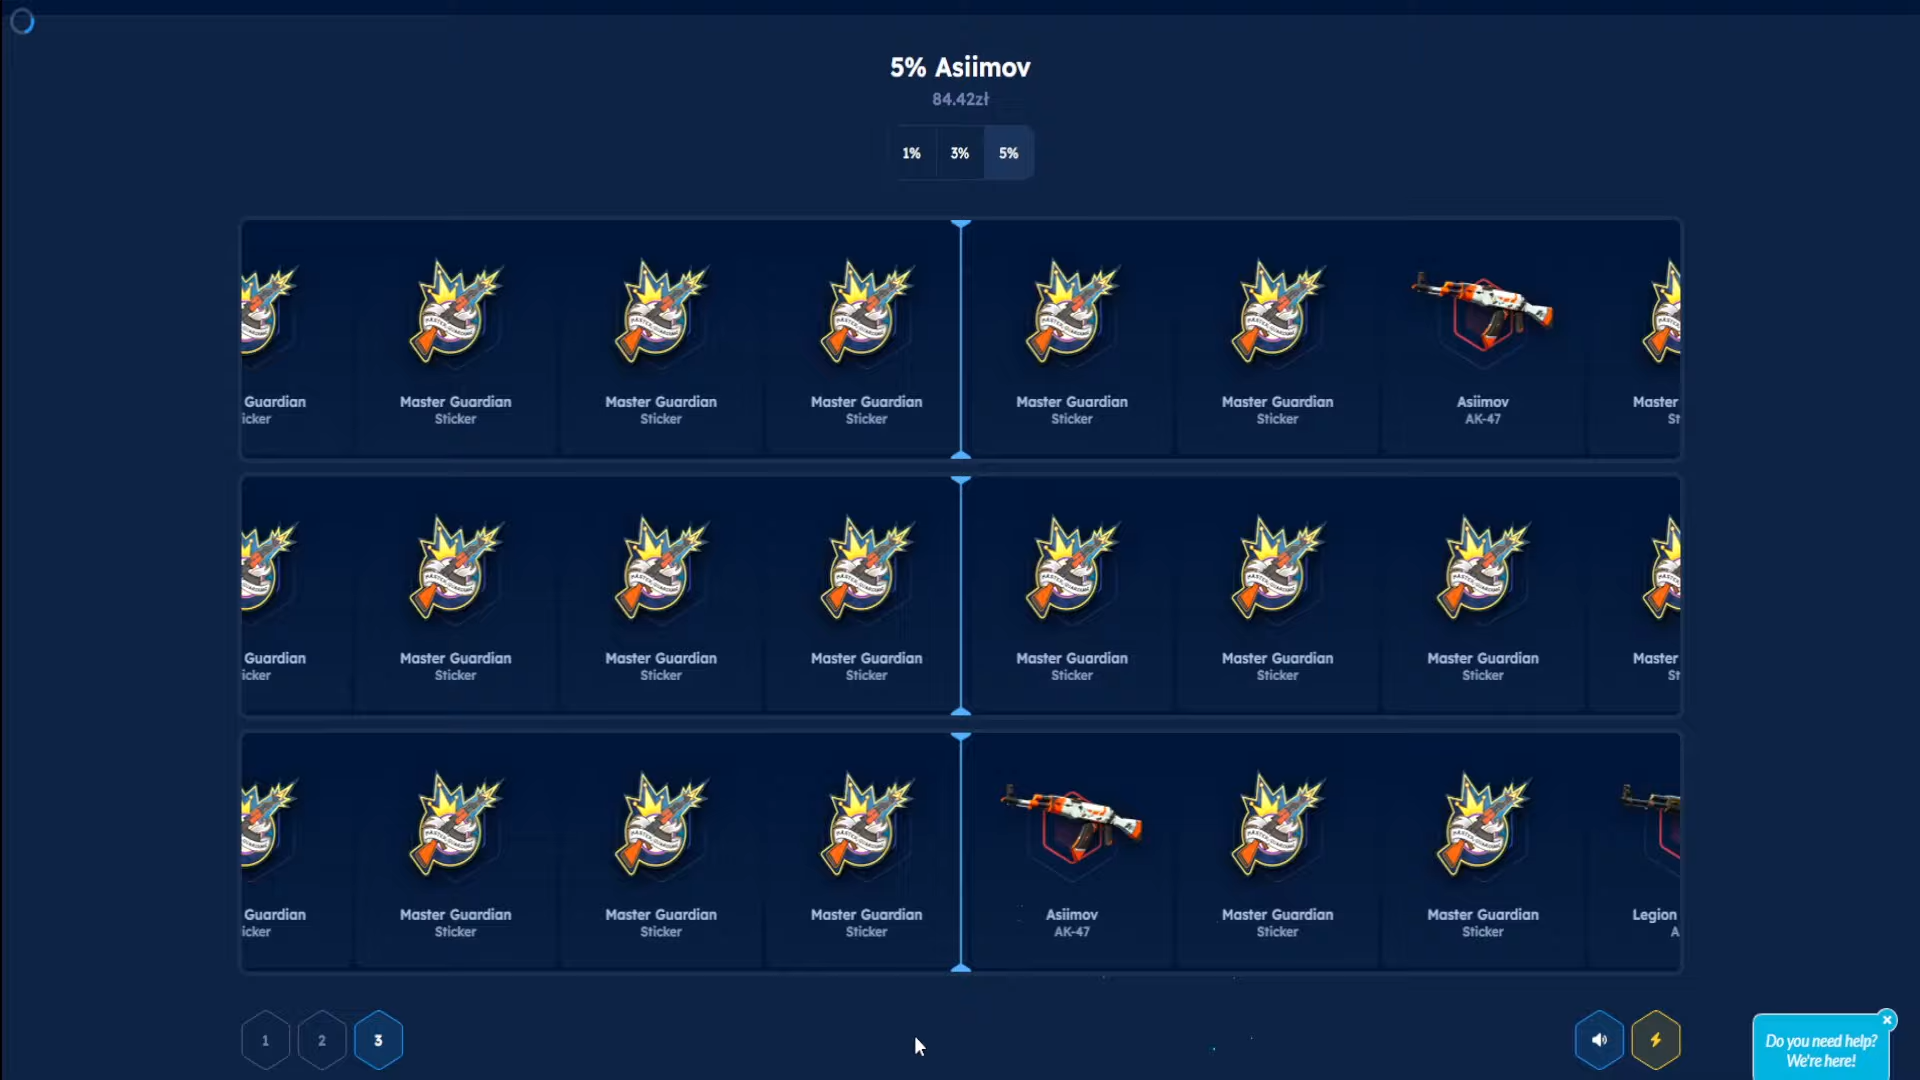 5% Asiimov
84.42zł
1% 3% 5%
Guardian Master Guardian Master Guardian Master Guardian Master Guardian Master Guardian Asiimov Master
icker Sticker Sticker Sticker Sticker Sticker AK-47 St
Guardian Master Guardian Master Guardian Master Guardian Master Guardian Master Guardian Master Guardian Master
icker Sticker Sticker Sticker Sticker Sticker Sticker St
Guardian Master Guardian Master Guardian Master Guardian Asiimov Master Guardian Master Guardian Legion
icker Sticker Sticker Sticker AK-47 Sticker Sticker A
1 2 3
Do you need help?
We're here!